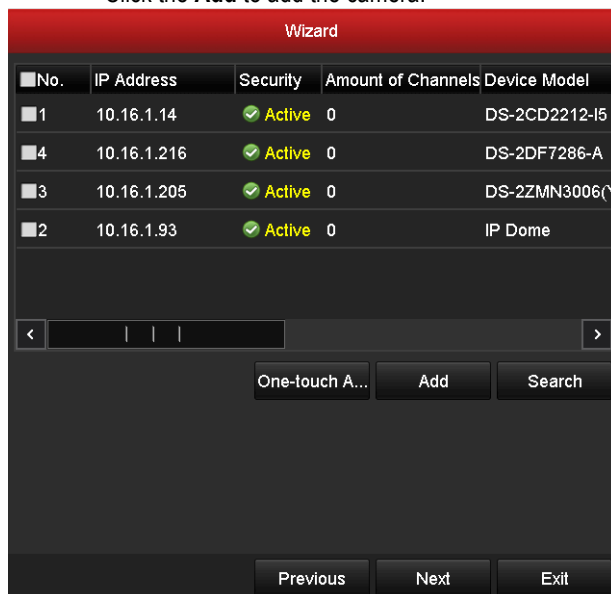 Click the Add to add the camera.
Wizard
No. IP Address Security Amount of Channels Device Model
1 10.16.1.14 Active 0 DS-2CD2212-I5
4 10.16.1.216 Active 0 DS-2DF7286-A
3 10.16.1.205 Active 0 DS-2ZMN3006(
2 10.16.1.93 Active 0 IP Dome
< >
One-touch A... Add Search
Previous Next Exit